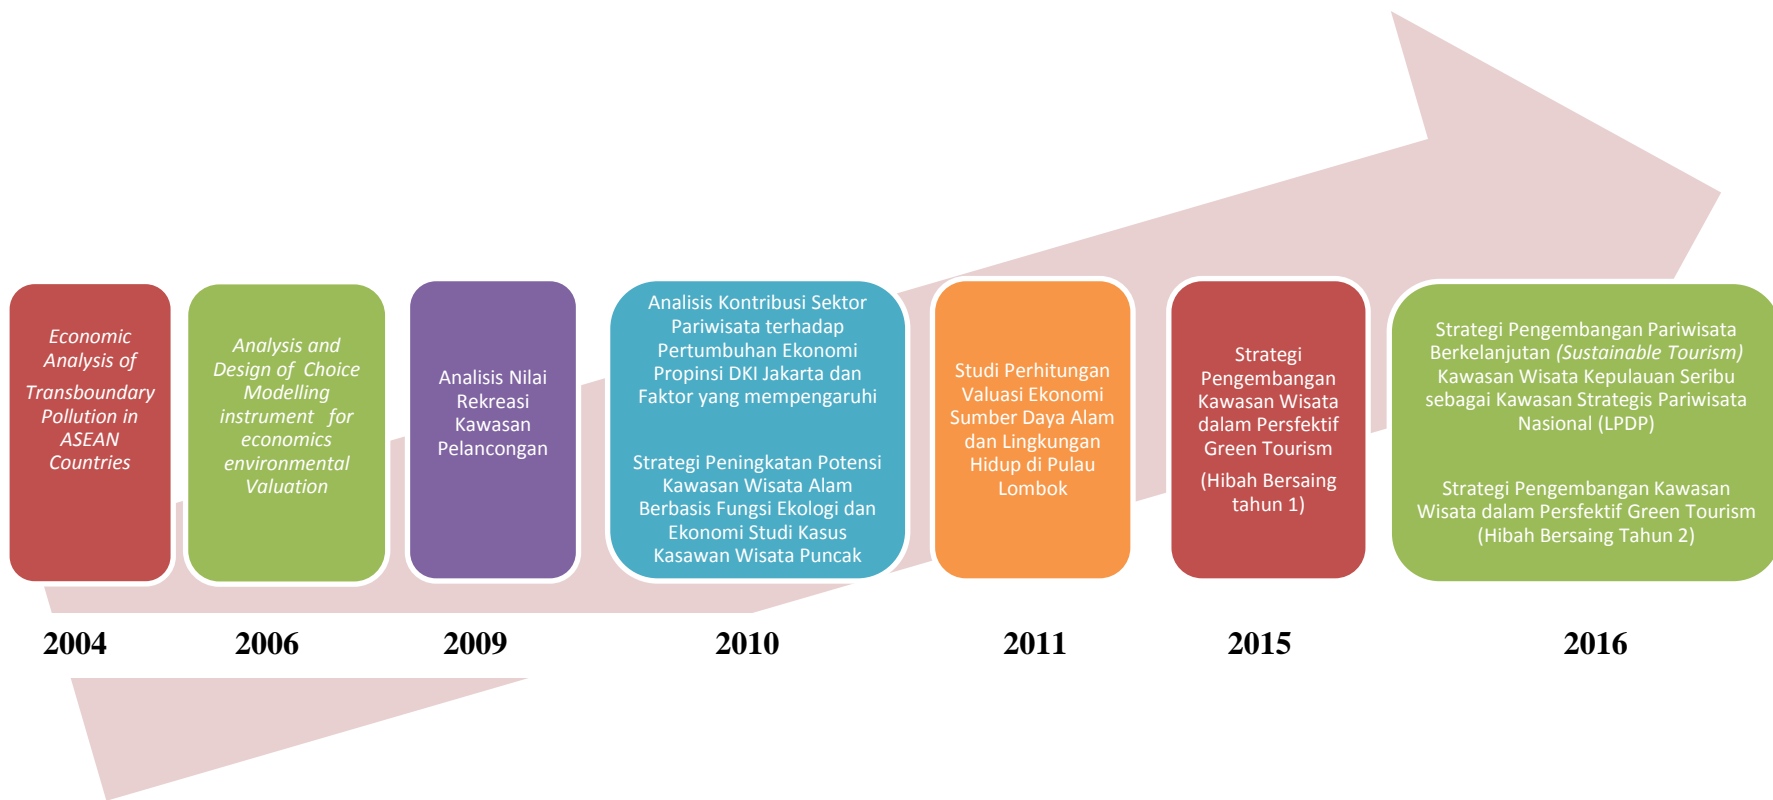 Economic
Analysis of
Transboundary
Pollution in
ASEAN
Countries
Analysis and
Design of Choice
Modelling
instrument for
economics
environmental
Valuation
Analisis Nilai
Rekreasi
Kawasan
Pelancongan
Analisis Kontribusi Sektor
Pariwisata terhadap
Pertumbuhan Ekonomi
Propinsi DKI Jakarta dan
Faktor yang mempengaruhi
Strategi Peningkatan Potensi
Kawasan Wisata Alam
Berbasis Fungsi Ekologi dan
Ekonomi Studi Kasus
Kasawan Wisata Puncak
Studi Perhitungan
Valuasi Ekonomi
Sumber Daya Alam
dan Lingkungan
Hidup di Pulau
Lombok
Strategi
Pengembangan
Kawasan Wisata
dalam Persfektif
Green Tourism
(Hibah Bersaing
tahun 1)
Strategi Pengembangan Pariwisata
Berkelanjutan (Sustainable Tourism)
Kawasan Wisata Kepulauan Seribu
sebagai Kawasan Strategis Pariwisata
Nasional (LPDP)
Strategi Pengembangan Kawasan
Wisata dalam Persfektif Green Tourism
(Hibah Bersaing Tahun 2)
2004 2006 2009 2010 2011 2015 2016